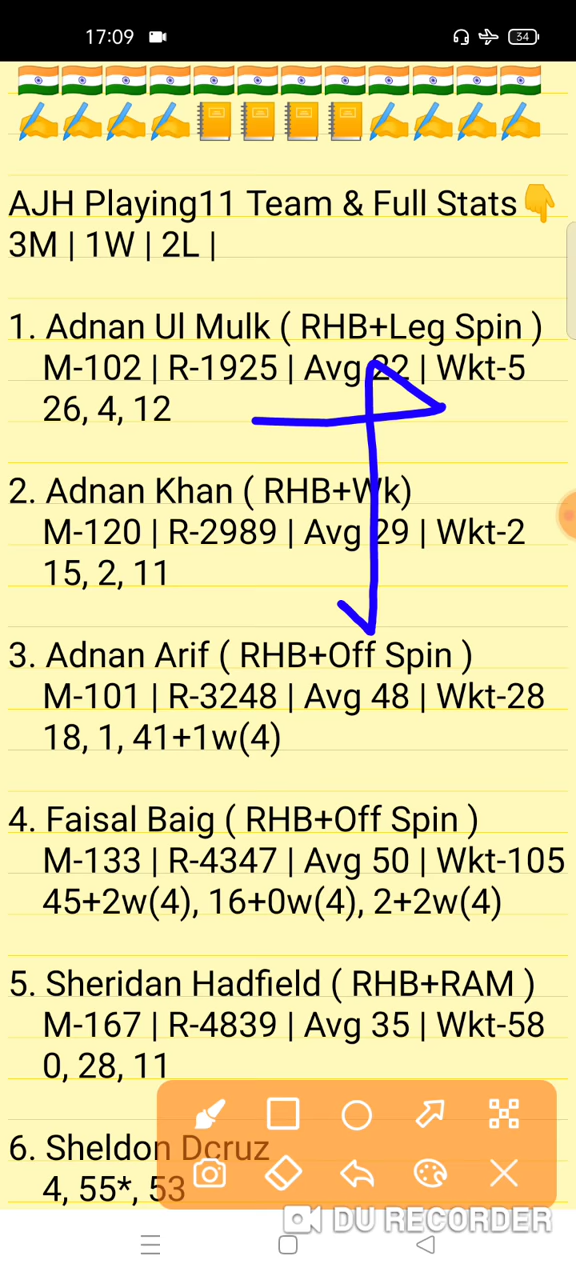 17:09
34
AJH Playing11 Team & Full Stats
3M | 1W | 2L |
1. Adnan Ul Mulk ( RHB+Leg Spin )
M-102 | R-1925 | Avg 22 | Wkt-5
26, 4, 12
2. Adnan Khan ( RHB+Wk)
M-120 | R-2989 | Avg 29 | Wkt-2
15, 2, 11
3. Adnan Arif ( RHB+Off Spin )
M-101 | R-3248 | Avg 48 | Wkt-28
18, 1, 41+1w(4)
4. Faisal Baig ( RHB+Off Spin )
M-133 | R-4347 | Avg 50 | Wkt-105
45+2w(4), 16+0w(4), 2+2w(4)
5. Sheridan Hadfield ( RHB+RAM )
M-167 | R-4839 | Avg 35 | Wkt-58
0, 28, 11
6. Sheldon Dcruz
4, 55*, 53
DU RECORDER